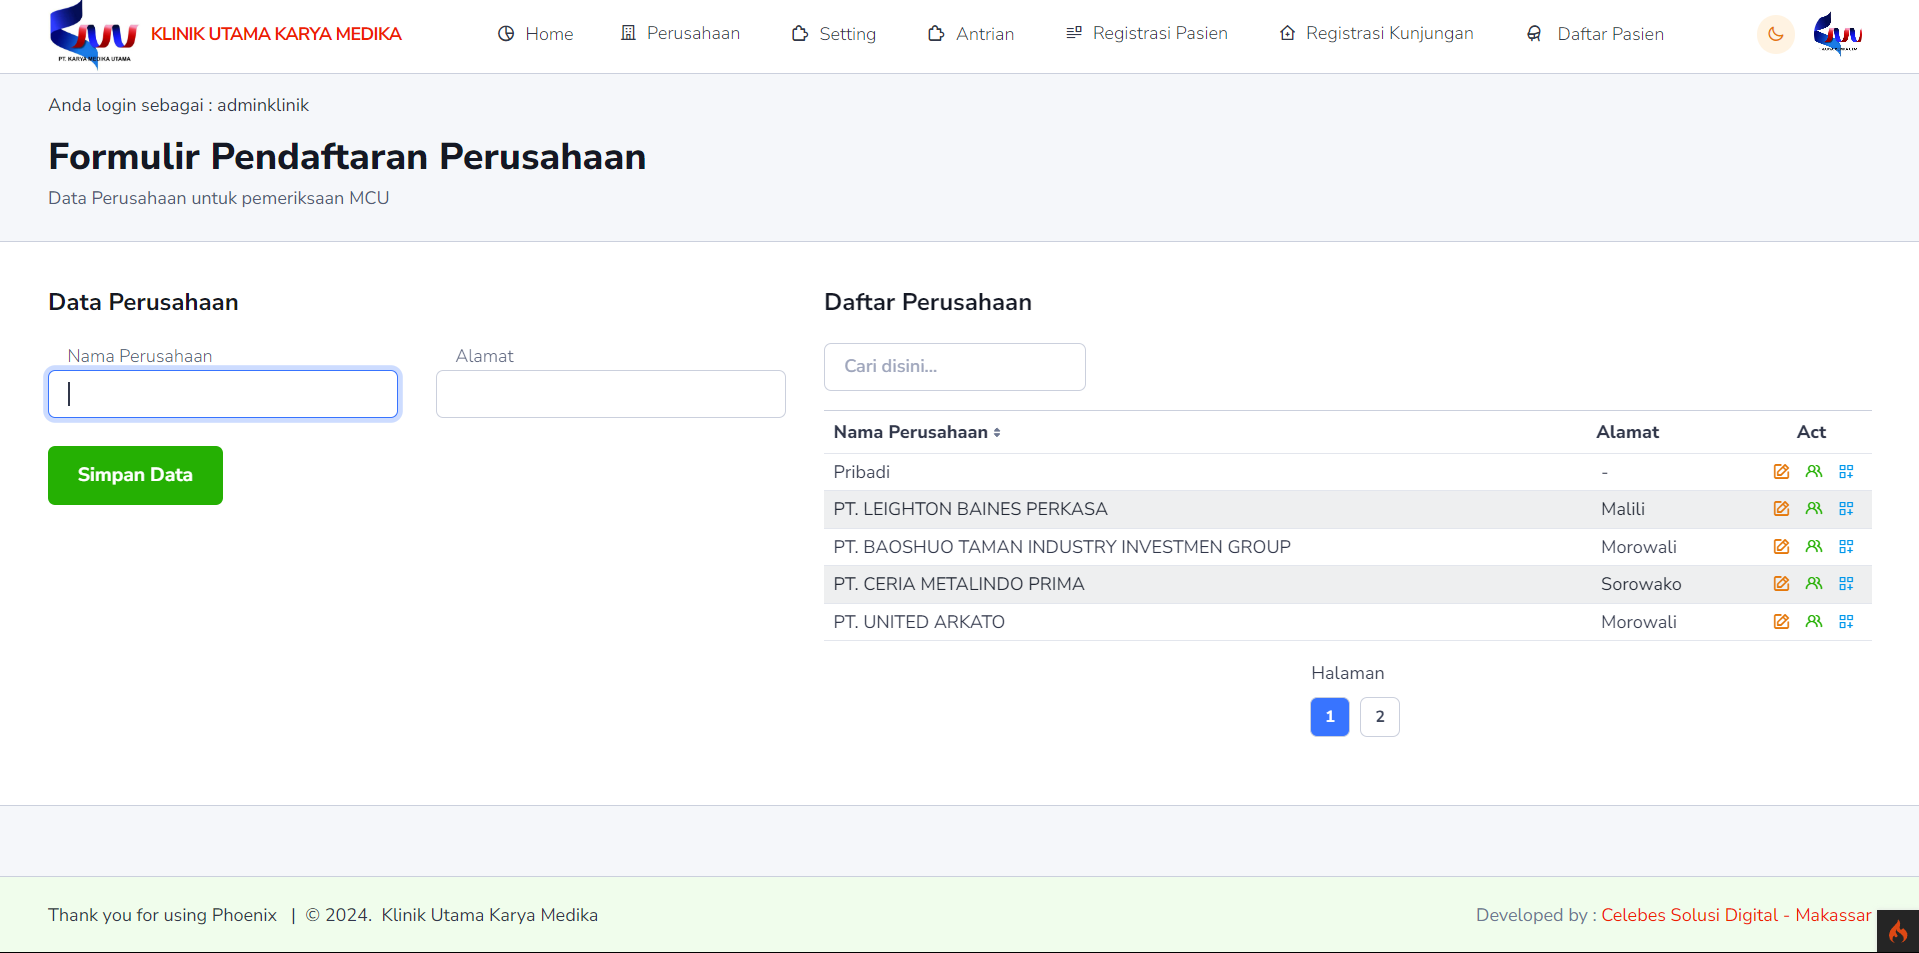 PT. KARYA MEDIKA UTAMA
KLINIK UTAMA KARYA MEDIKA
Home
Perusahaan
Setting
Antrian
Registrasi Pasien
Registrasi Kunjungan
Daftar Pasien
Anda login sebagai : adminklinik
Formulir Pendaftaran Perusahaan
Data Perusahaan untuk pemeriksaan MCU
Data Perusahaan
Nama Perusahaan
Alamat
Simpan Data
Daftar Perusahaan
Cari disini...
Nama Perusahaan Alamat Act
Pribadi -
PT. LEIGHTON BAINES PERKASA Malili
PT. BAOSHUO TAMAN INDUSTRY INVESTMEN GROUP Morowali
PT. CERIA METALINDO PRIMA Sorowako
PT. UNITED ARKATO Morowali
Halaman
1 2
Thank you for using Phoenix | © 2024. Klinik Utama Karya Medika
Developed by : Celebes Solusi Digital - Makassar